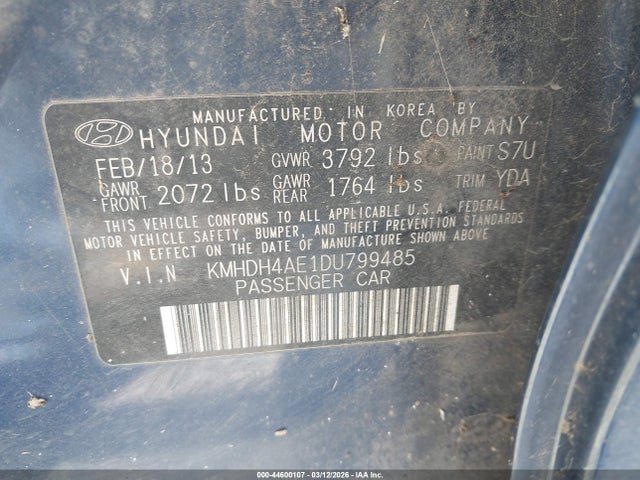 MANUFACTURED IN KOREA BY
HYUNDAI MOTOR COMPANY
FEB/18/13 GVWR 3792 lbs PAINT S7U
GAWR FRONT 2072 lbs GAWR REAR 1764 lbs TRIM YDA
THIS VEHICLE CONFORMS TO ALL APPLICABLE U.S.A. FEDERAL
MOTOR VEHICLE SAFETY, BUMPER, AND THEFT PREVENTION STANDARDS
IN EFFECT ON THE DATE OF MANUFACTURE SHOWN ABOVE.
V.I.N KMHDH4AE1DU799485
PASSENGER CAR
000-44600107 - 03/12/2026 - IAA Inc.